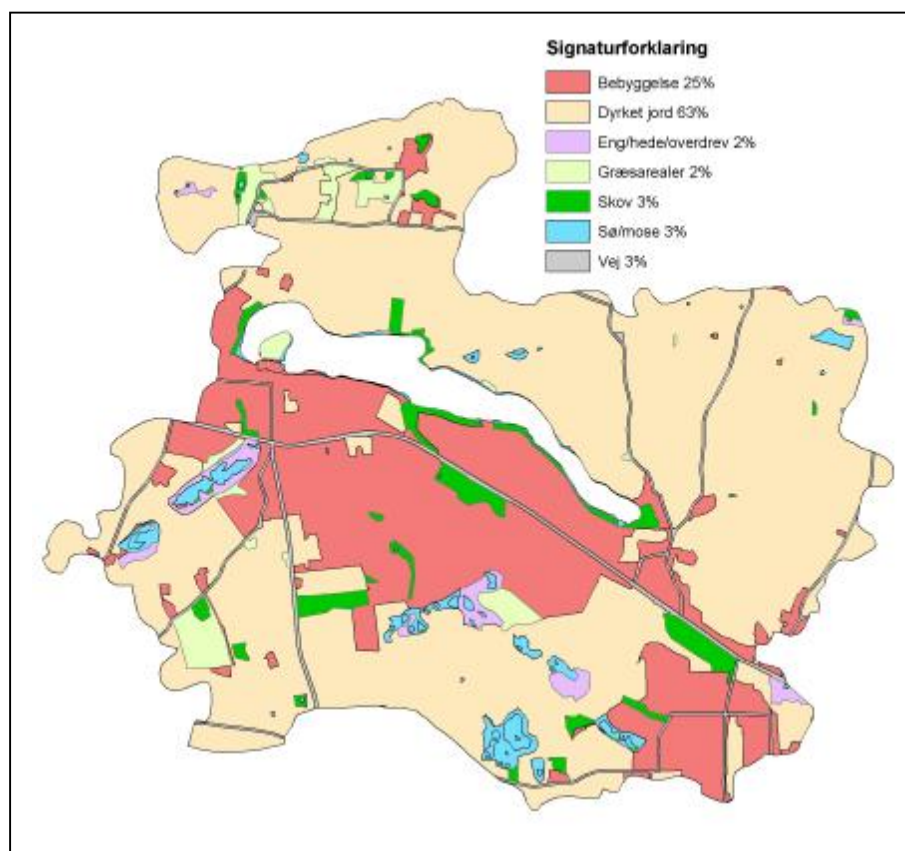 Signaturforklaring
Bebyggelse 25%
Dyrket jord 63%
Eng/hede/overdrev 2%
Græsarealer 2%
Skov 3%
Sø/mose 3%
Vej 3%